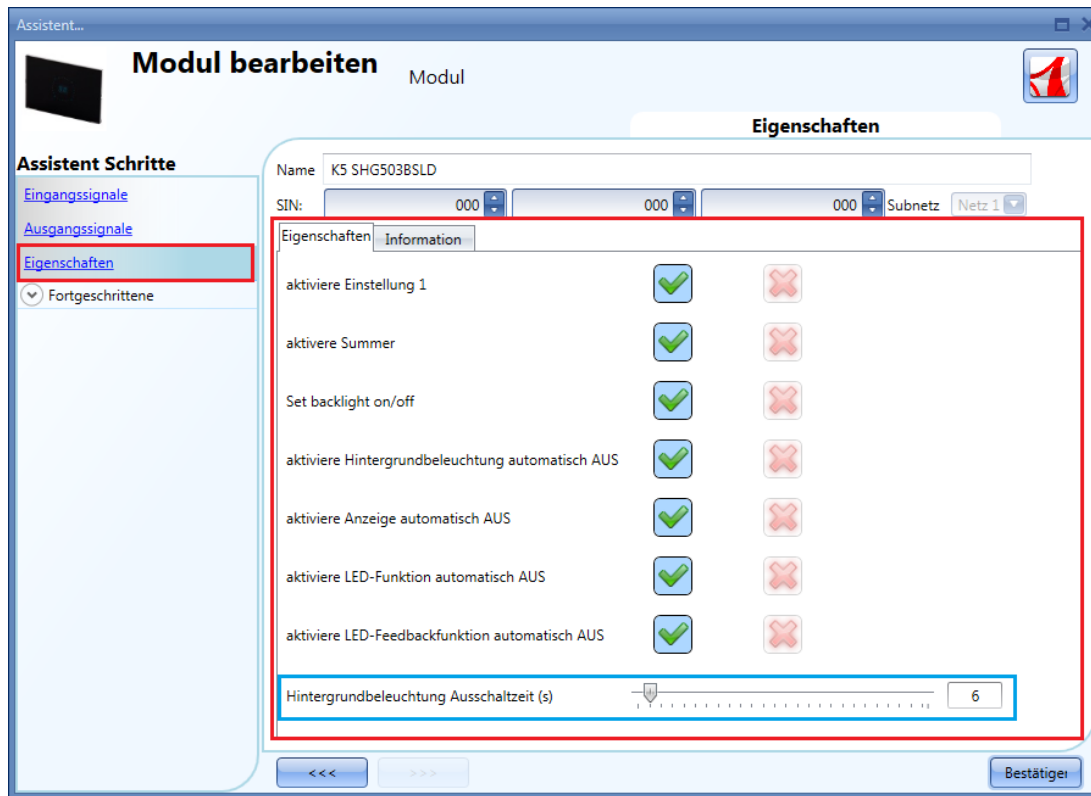 Assistent...
Modul bearbeiten Modul
Eigenschaften
Assistent Schritte
Eingangssignale
Ausgangssignale
Eigenschaften
Fortgeschrittene
Name K5 SHG503BSLD
SIN: 000 000 000 Subnetz Netz 1
Eigenschaften Information
aktiviere Einstellung 1
aktivere Summer
Set backlight on/off
aktiviere Hintergrundbeleuchtung automatisch AUS
aktiviere Anzeige automatisch AUS
aktiviere LED-Funktion automatisch AUS
aktiviere LED-Feedbackfunktion automatisch AUS
Hintergrundbeleuchtung Ausschaltzeit (s) 6
<<< >>> Bestätiger